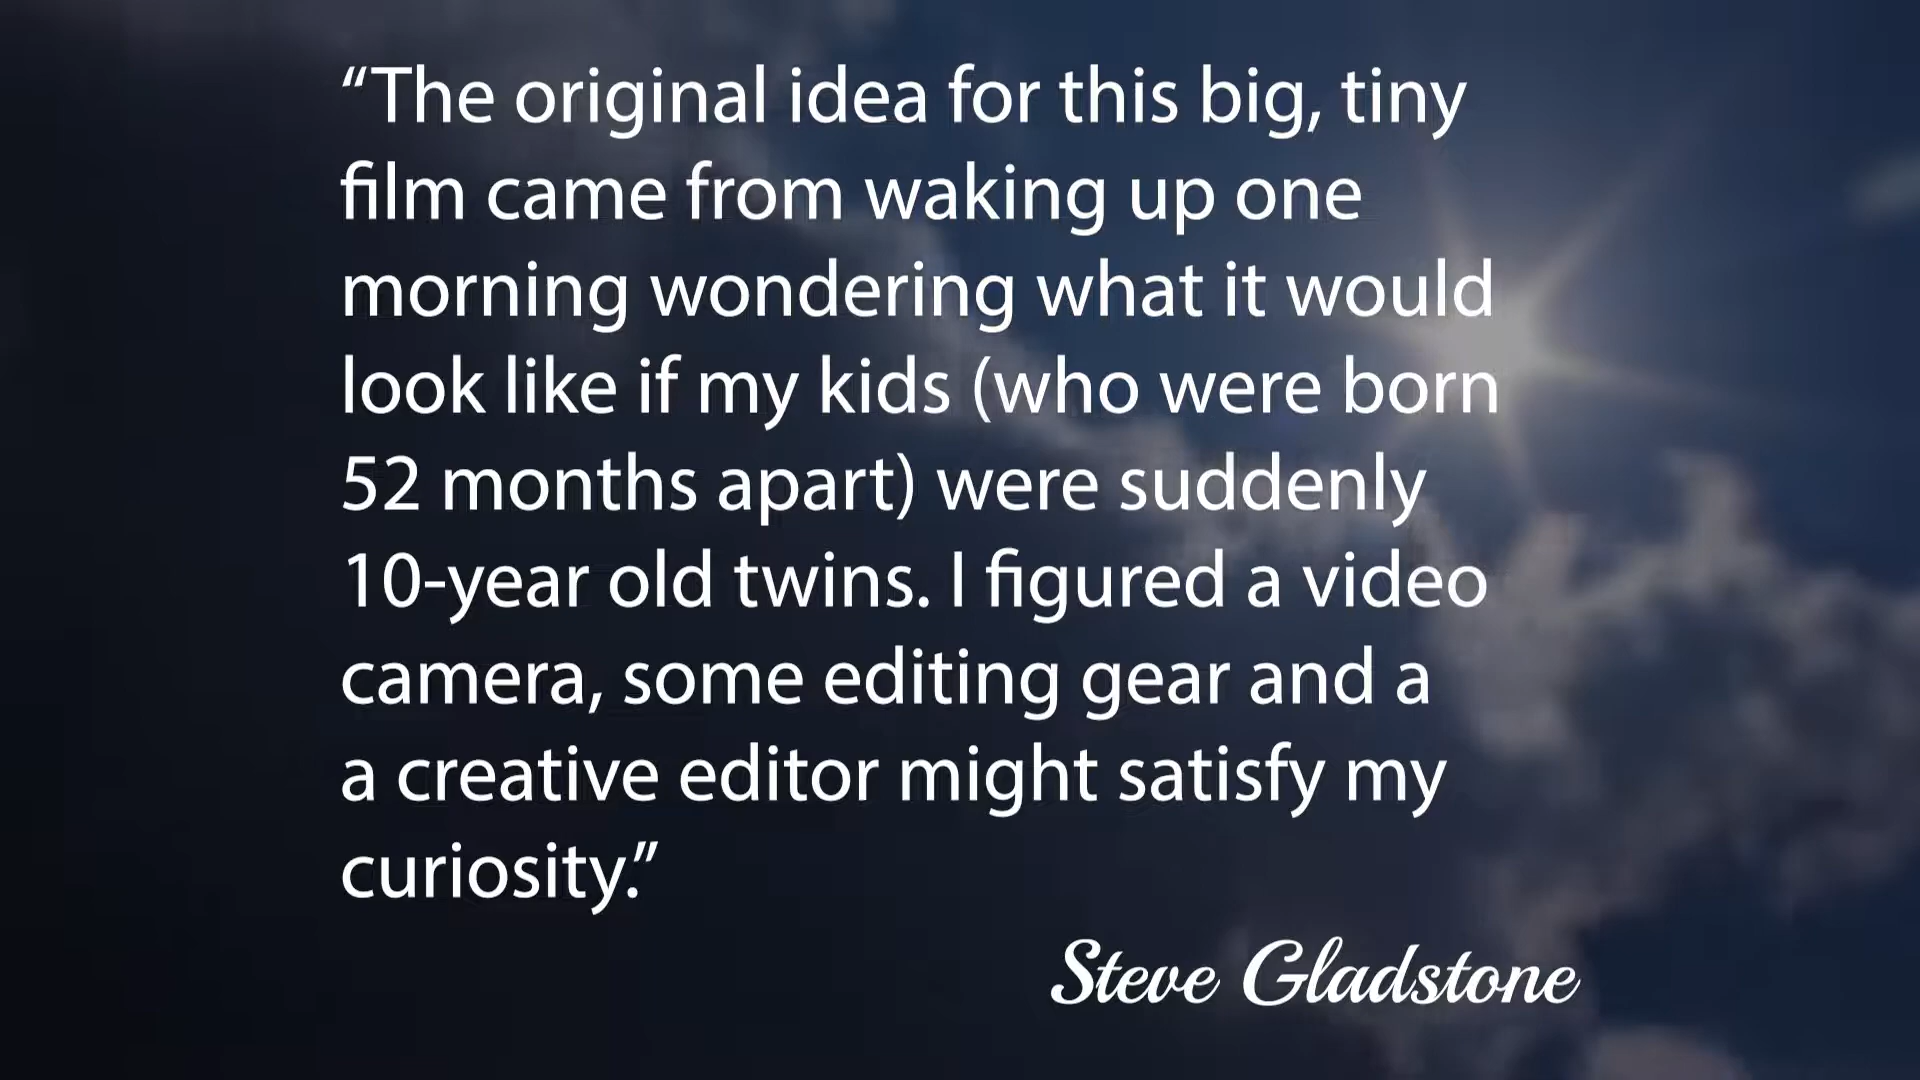 “The original idea for this big, tiny
film came from waking up one
morning wondering what it would
look like if my kids (who were born
52 months apart) were suddenly
10-year old twins. I figured a video
camera, some editing gear and a
a creative editor might satisfy my
curiosity.”
Steve Gladstone